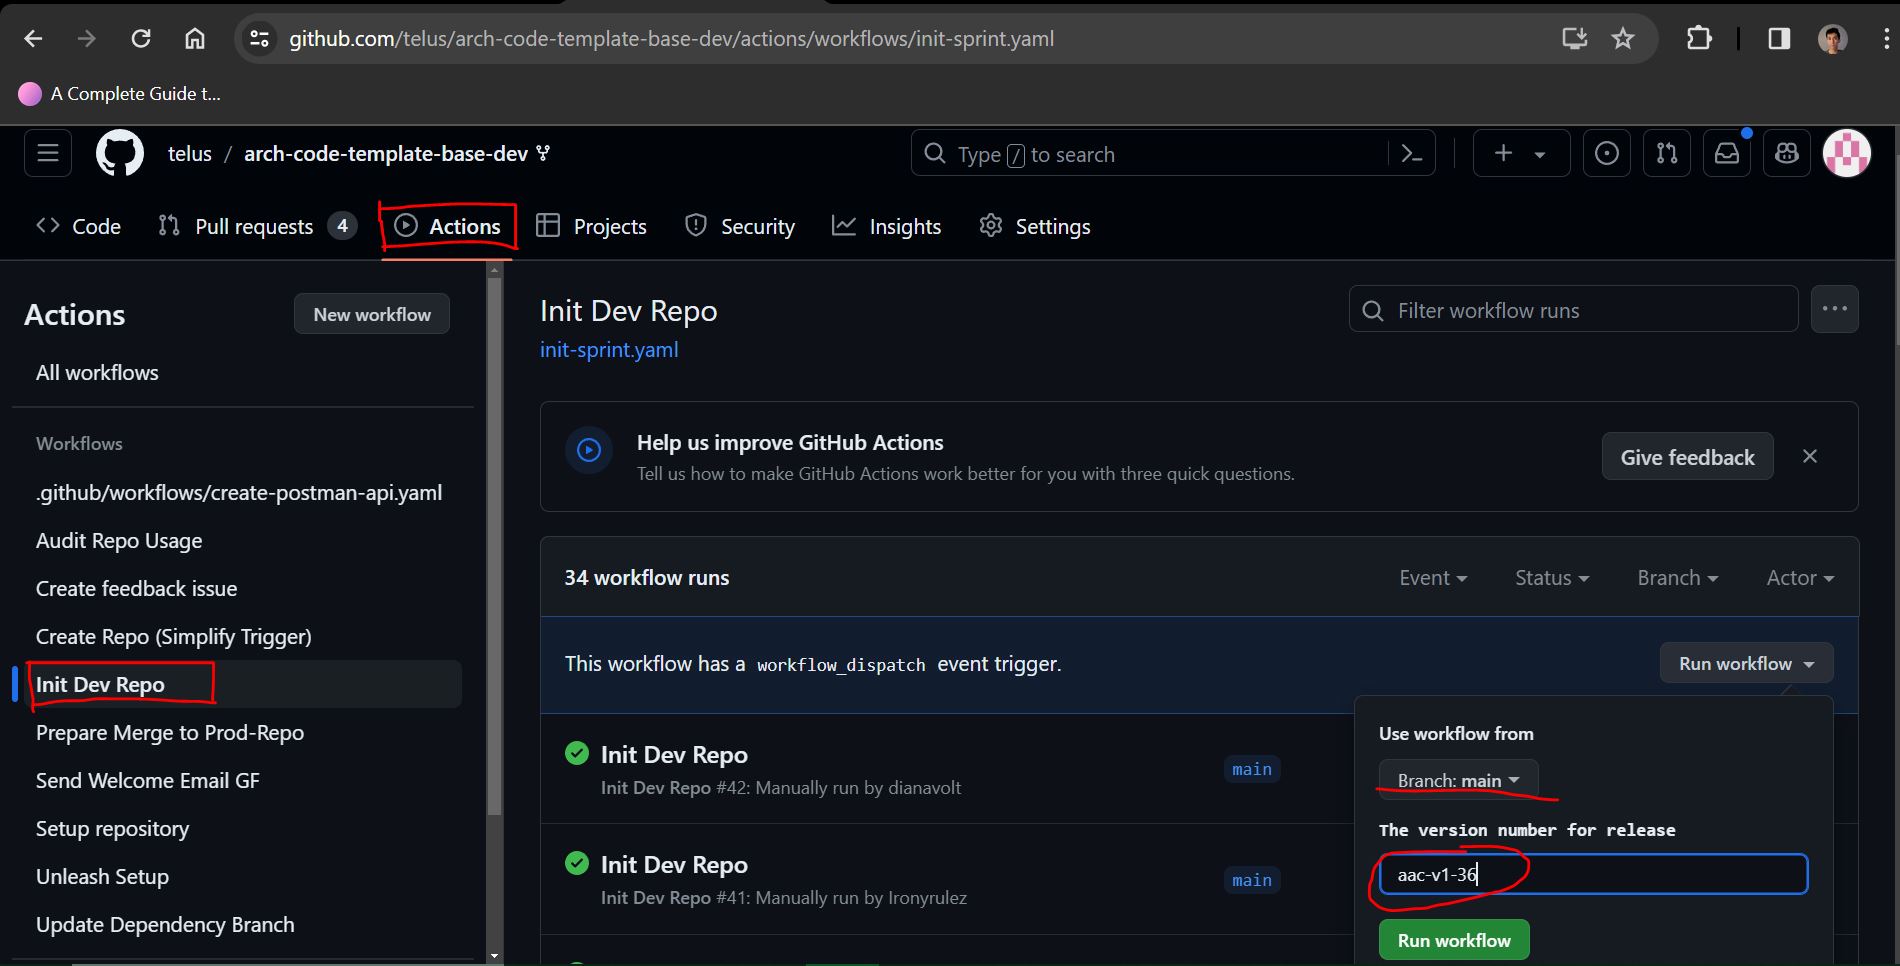 github.com/telus/arch-code-template-base-dev/actions/workflows/init-sprint.yaml
A Complete Guide t...
telus / arch-code-template-base-dev
Type / to search
Code
Pull requests 4
Actions
Projects
Security
Insights
Settings
Actions
New workflow
All workflows
Workflows
.github/workflows/create-postman-api.yaml
Audit Repo Usage
Create feedback issue
Create Repo (Simplify Trigger)
Init Dev Repo
Prepare Merge to Prod-Repo
Send Welcome Email GF
Setup repository
Unleash Setup
Update Dependency Branch
Init Dev Repo
init-sprint.yaml
Filter workflow runs
Help us improve GitHub Actions
Tell us how to make GitHub Actions work better for you with three quick questions.
Give feedback
34 workflow runs
Event
Status
Branch
Actor
This workflow has a workflow_dispatch event trigger.
Run workflow
Init Dev Repo
Init Dev Repo #42: Manually run by dianavolt
main
Init Dev Repo
Init Dev Repo #41: Manually run by Ironyrulez
main
Use workflow from
Branch: main
The version number for release
aac-v1-36
Run workflow